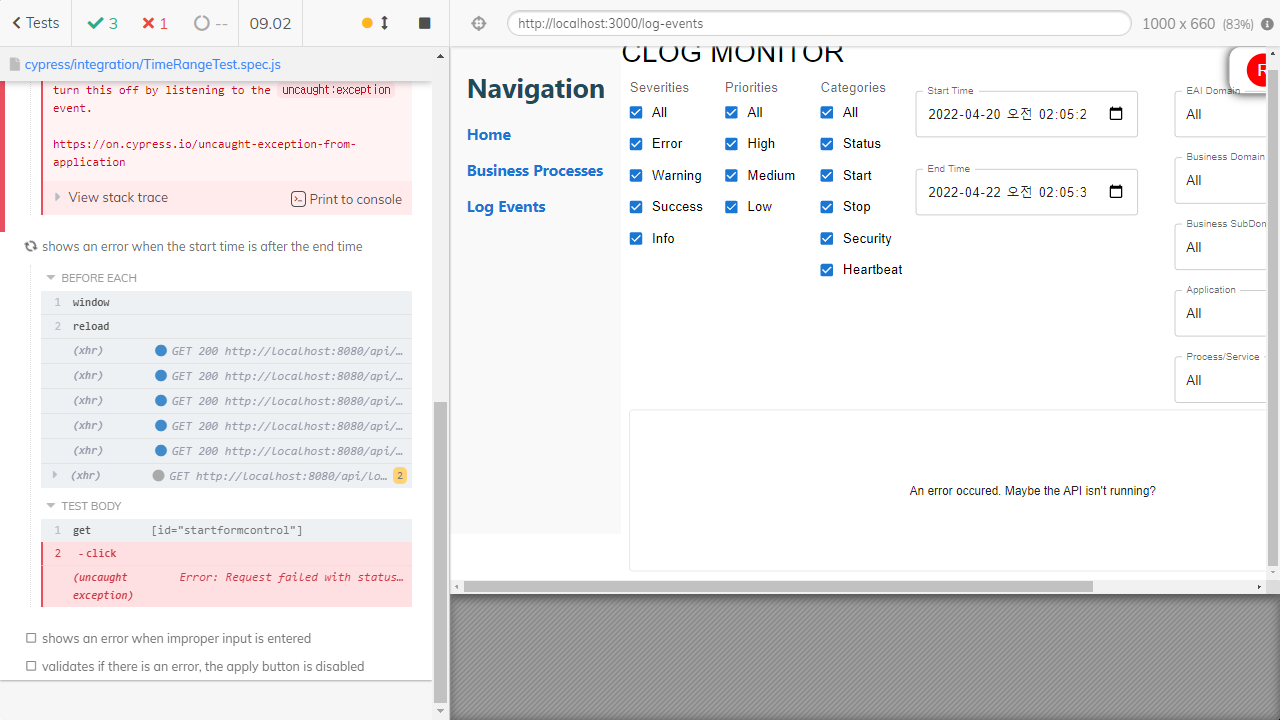 Tests
3
1
--
09.02
http://localhost:3000/log-events
1000 x 660 (83%)
cypress/integration/TimeRangeTest.spec.js
turn this off by listening to the uncaught:exception
event.
https://on.cypress.io/uncaught-exception-from-
application
View stack trace
Print to console
shows an error when the start time is after the end time
BEFORE EACH
1 window
2 reload
(xhr) GET 200 http://localhost:8080/api/…
(xhr) GET 200 http://localhost:8080/api/…
(xhr) GET 200 http://localhost:8080/api/…
(xhr) GET 200 http://localhost:8080/api/…
(xhr) GET 200 http://localhost:8080/api/…
(xhr) GET http://localhost:8080/api/lo… 2
TEST BODY
1 get [id="startformcontrol"]
2 -click
(uncaught Error: Request failed with status…
exception)
shows an error when improper input is entered
validates if there is an error, the apply button is disabled
CLOG MONITOR
Navigation
Home
Business Processes
Log Events
Severities
All
Error
Warning
Success
Info
Priorities
All
High
Medium
Low
Categories
All
Status
Start
Stop
Security
Heartbeat
Start Time
2022-04-20 오전 02:05:2
End Time
2022-04-22 오전 02:05:3
EAI Domain
All
Business Domain
All
Business SubDon
All
Application
All
Process/Service
All
An error occured. Maybe the API isn't running?